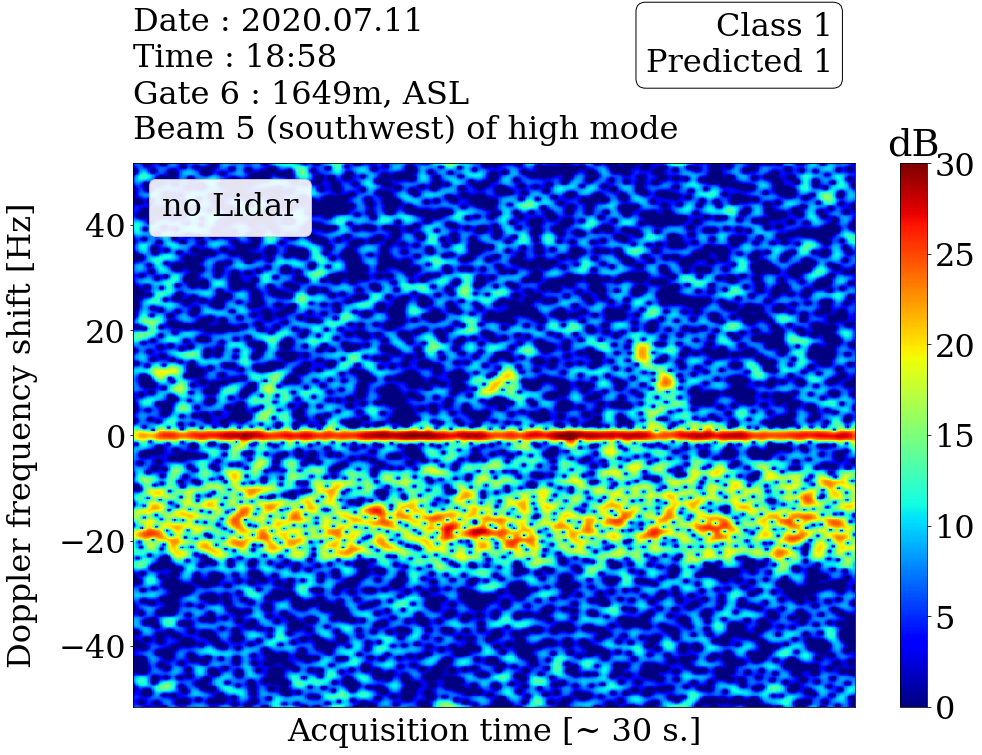 Date : 2020.07.11
Time : 18:58
Gate 6 : 1649m, ASL
Beam 5 (southwest) of high mode
Class 1
Predicted 1
dB
no Lidar
Doppler frequency shift [Hz]
40
20
0
−20
−40
30
25
20
15
10
5
0
Acquisition time [~ 30 s.]